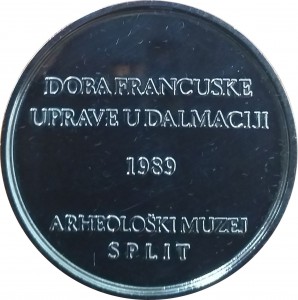 DOBA FRANCUSKE
UPRAVE U DALMACIJI
1989
ARHEOLOŠKI MUZEJ
SPLIT